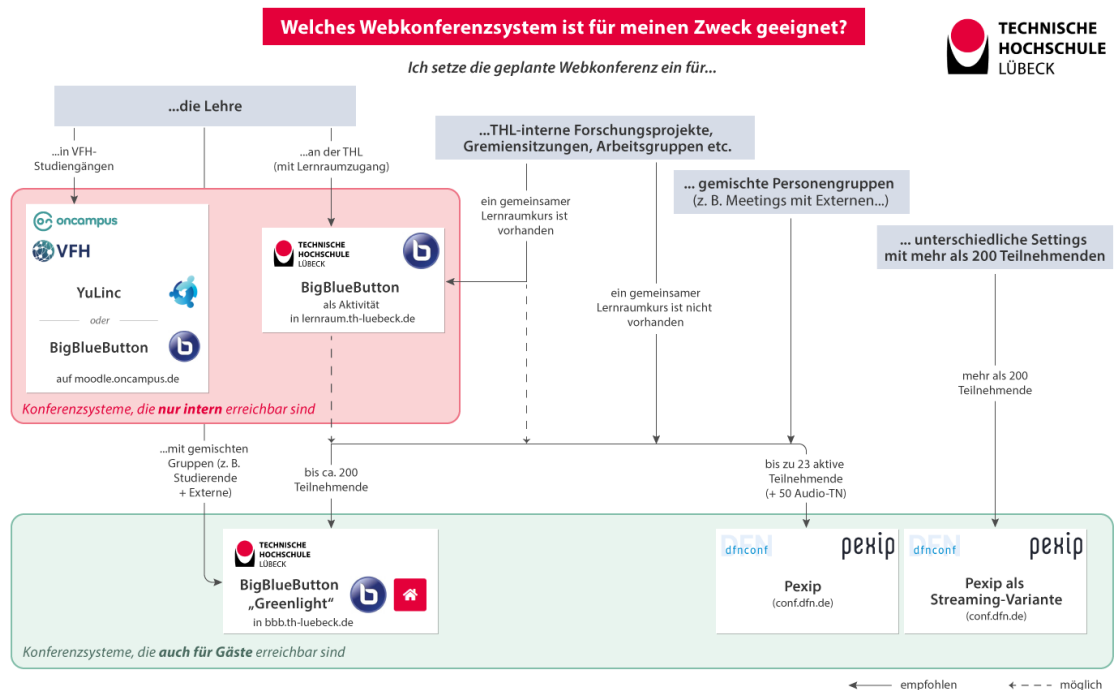 Welches Webkonferenzsystem ist für meinen Zweck geeignet?
TECHNISCHE
HOCHSCHULE
LÜBECK
Ich setze die geplante Webkonferenz ein für...
...die Lehre
...THL-interne Forschungsprojekte,
Gremiensitzungen, Arbeitsgruppen etc.
...in VFH-
Studiengängen
...an der THL
(mit Lernraumzugang)
... gemischte Personengruppen
(z. B. Meetings mit Externen...)
ein gemeinsamer
Lernraumkurs ist
vorhanden
... unterschiedliche Settings
mit mehr als 200 Teilnehmenden
oncampus
VFH
YuLinc
oder
BigBlueButton
auf moodle.oncampus.de
TECHNISCHE
HOCHSCHULE
LÜBECK
b
BigBlueButton
als Aktivität
in lernraum.th-luebeck.de
b
ein gemeinsamer
Lernraumkurs ist nicht
vorhanden
mehr als 200
Teilnehmende
Konferenzsysteme, die nur intern erreichbar sind
...mit gemischten
Gruppen (z. B.
Studierende
+ Externe)
bis ca. 200
Teilnehmende
bis zu 23 aktive
Teilnehmende
(+ 50 Audio-TN)
TECHNISCHE
HOCHSCHULE
LÜBECK
BigBlueButton
„Greenlight“
in bbb.th-luebeck.de
b
DFN
dfnconf
pexip
Pexip
(conf.dfn.de)
DFN
dfnconf
pexip
Pexip als
Streaming-Variante
(conf.dfn.de)
Konferenzsysteme, die auch für Gäste erreichbar sind
empfohlen
möglich